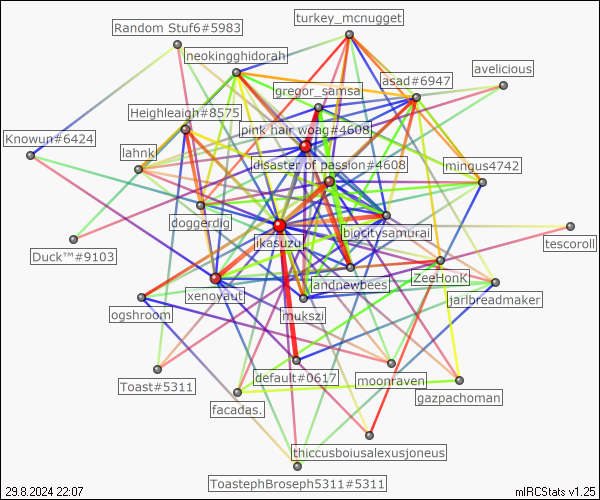 turkey_mcnugget
Random Stuf6#5983
neokingghidorah
avelicious
asad#6947
gregor_samsa
Heighleaigh#8575
pink hair woag#4608
Knowun#6424
lahnk
disaster of passion#4608
mingus4742
doggerdig
bigcitysamurai
ikasuzu
tescoroll
Duck™#9103
andnewbees
ZeeHonK
xenoyaut
jarlbreadmaker
ogshroom
mukszi
default#0617
moonraven
Toast#5311
gazpachoman
facadas.
thiccusboiusalexusjoneus
ToastephBroseph5311#5311
29.8.2024 22:07
mIRCStats v1.25